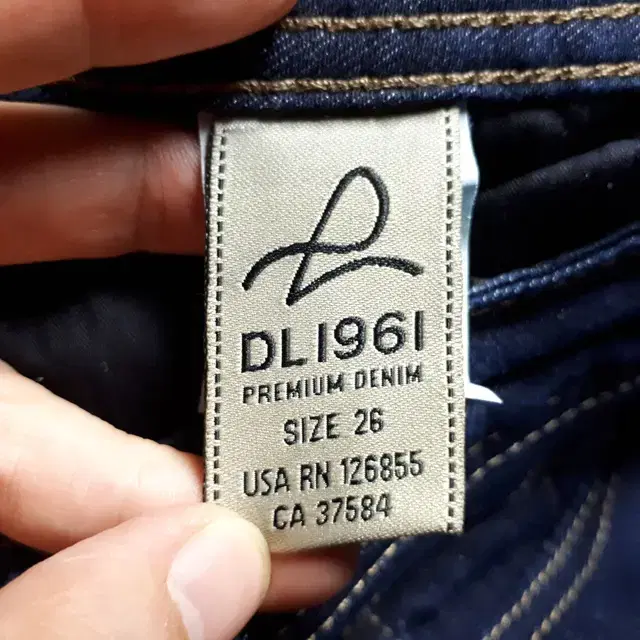 DL1961
PREMIUM DENIM
SIZE 26
USA RN 126855
CA 37584